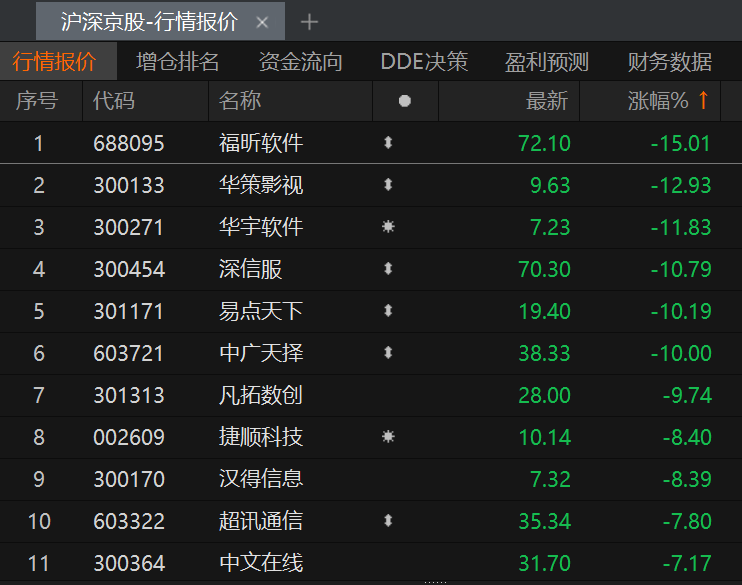 沪深京股-行情报价 × +
行情报价 增仓排名 资金流向 DDE决策 盈利预测 财务数据
序号 代码 名称 ● 最新 涨幅% ↑
1 688095 福昕软件 72.10 -15.01
2 300133 华策影视 9.63 -12.93
3 300271 华宇软件 7.23 -11.83
4 300454 深信服 70.30 -10.79
5 301171 易点天下 19.40 -10.19
6 603721 中广天择 38.33 -10.00
7 301313 凡拓数创 28.00 -9.74
8 002609 捷顺科技 10.14 -8.40
9 300170 汉得信息 7.32 -8.39
10 603322 超讯通信 35.34 -7.80
11 300364 中文在线 31.70 -7.17